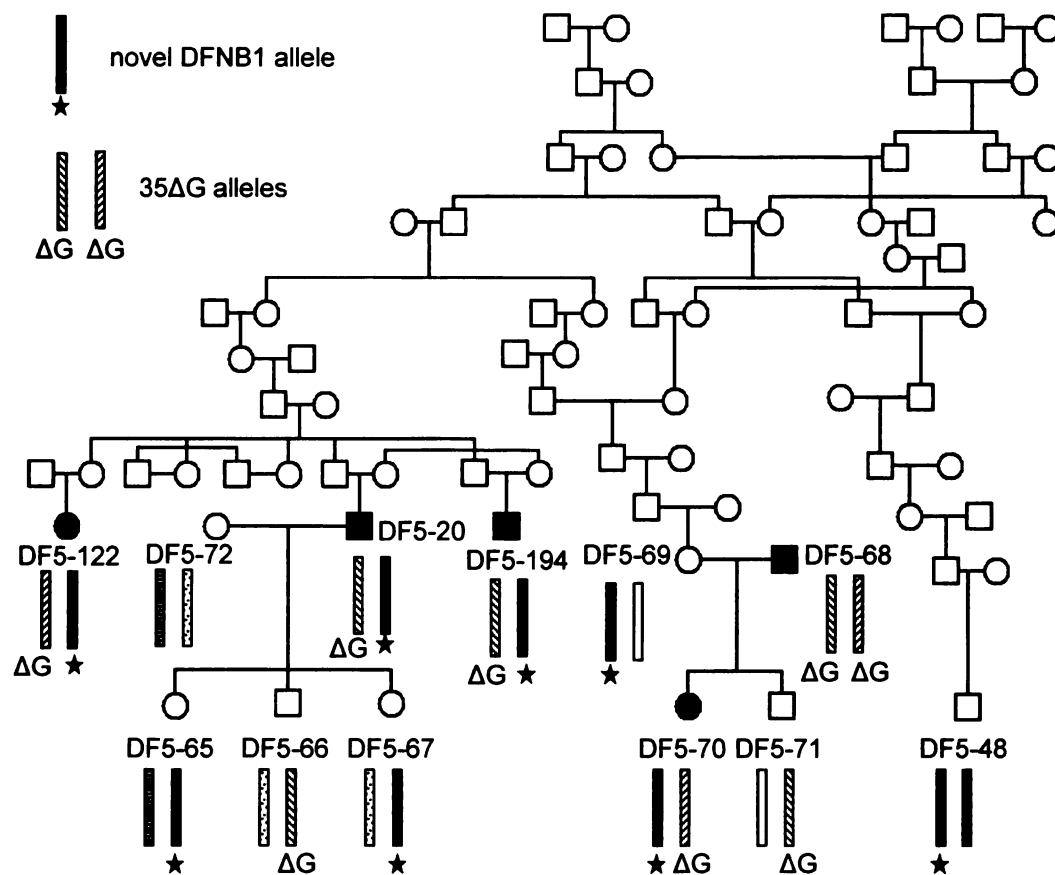 novel DFNB1 allele
★
35ΔG alleles
ΔG ΔG
DF5-122 DF5-72 DF5-20 DF5-194 DF5-69 DF5-68
ΔG ★ ΔG ★ ΔG ★ ★ ΔG ΔG
DF5-65 DF5-66 DF5-67 DF5-70 DF5-71 DF5-48
★ ΔG ★ ★ ΔG ΔG ★